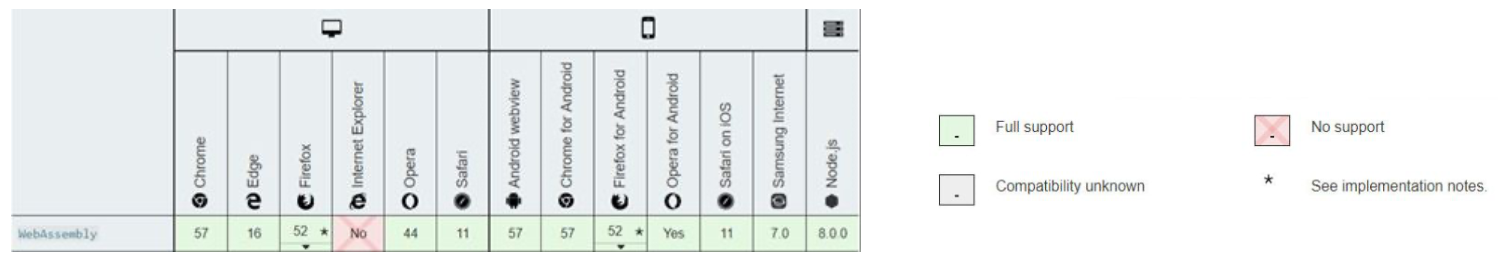 Chrome
Edge
Firefox
Internet Explorer
Opera
Safari
Android webview
Chrome for Android
Firefox for Android
Opera for Android
Safari on iOS
Samsung Internet
Node.js
WebAssembly 57 16 52 * No 44 11 57 57 52 * Yes 11 7.0 8.0.0
- Full support
- No support
- Compatibility unknown
* See implementation notes.